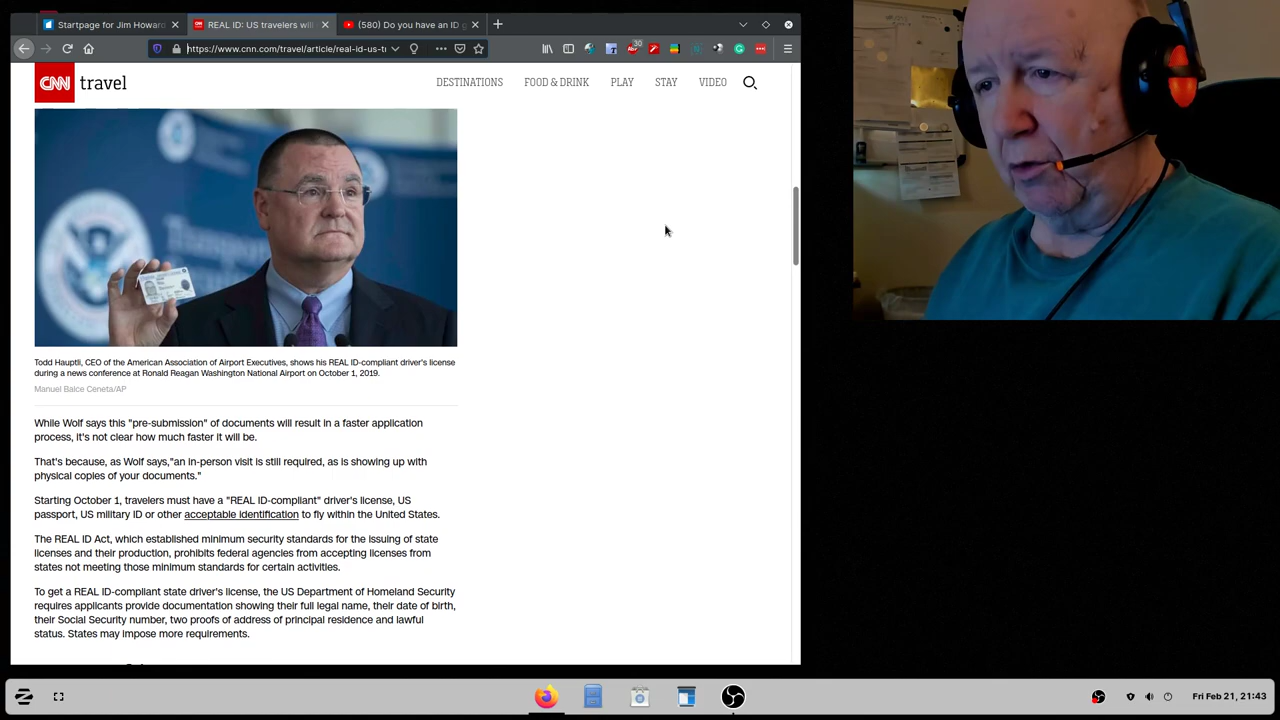 Startpage for Jim Howard
REAL ID: US travelers will
(580) Do you have an ID g
https://www.cnn.com/travel/article/real-id-us-t
30
CNN travel
DESTINATIONS FOOD & DRINK PLAY STAY VIDEO
Todd Hauptli, CEO of the American Association of Airport Executives, shows his REAL ID-compliant driver's license
during a news conference at Ronald Reagan Washington National Airport on October 1, 2019.
Manuel Balce Ceneta/AP
While Wolf says this "pre-submission" of documents will result in a faster application
process, it's not clear how much faster it will be.
That's because, as Wolf says,"an in-person visit is still required, as is showing up with
physical copies of your documents."
Starting October 1, travelers must have a "REAL ID-compliant" driver's license, US
passport, US military ID or other acceptable identification to fly within the United States.
The REAL ID Act, which established minimum security standards for the issuing of state
licenses and their production, prohibits federal agencies from accepting licenses from
states not meeting those minimum standards for certain activities.
To get a REAL ID-compliant state driver's license, the US Department of Homeland Security
requires applicants provide documentation showing their full legal name, their date of birth,
their Social Security number, two proofs of address of principal residence and lawful
status. States may impose more requirements.
Fri Feb 21, 21:43